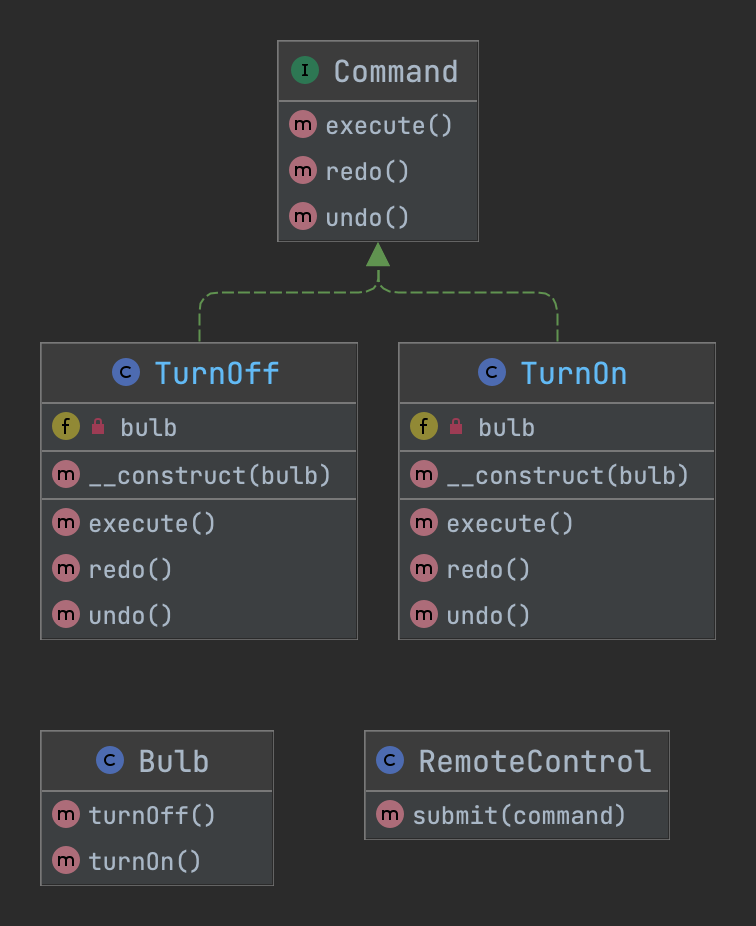 I Command
m execute()
m redo()
m undo()
C TurnOff
f bulb
m __construct(bulb)
m execute()
m redo()
m undo()
C TurnOn
f bulb
m __construct(bulb)
m execute()
m redo()
m undo()
C Bulb
m turnOff()
m turnOn()
C RemoteControl
m submit(command)